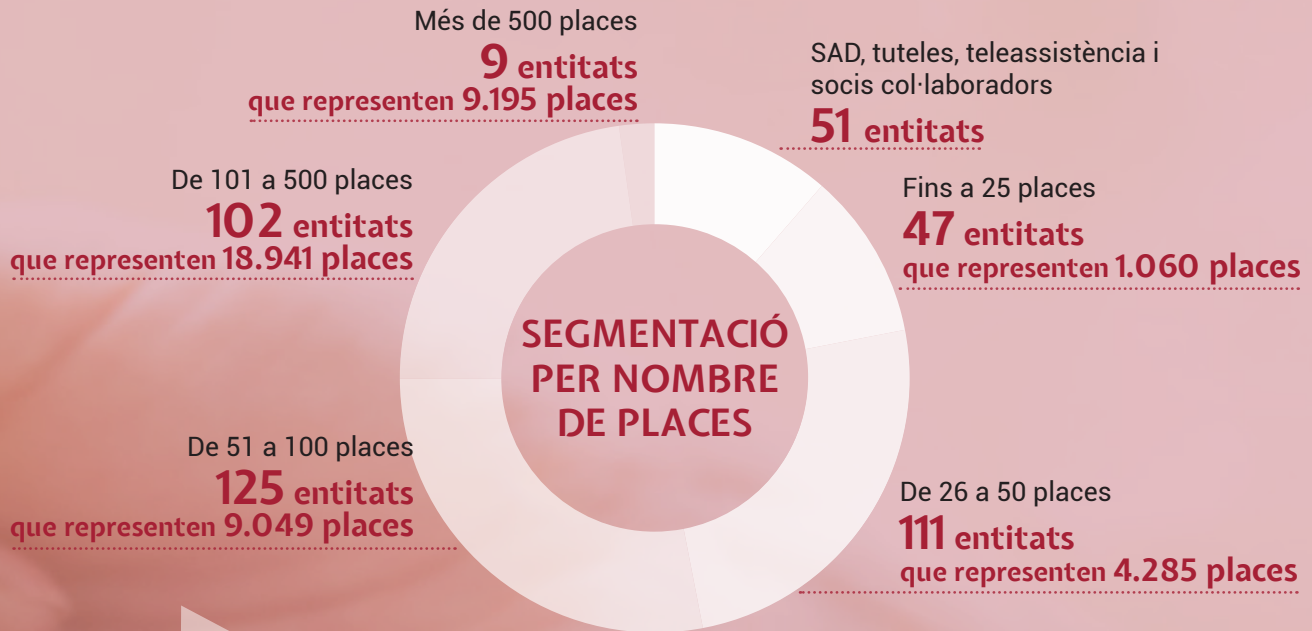 Més de 500 places
9 entitats
que representen 9.195 places
SAD, tuteles, teleassistència i
socis col·laboradors
51 entitats
De 101 a 500 places
102 entitats
que representen 18.941 places
Fins a 25 places
47 entitats
que representen 1.060 places
SEGMENTACIÓ
PER NOMBRE
DE PLACES
De 51 a 100 places
125 entitats
que representen 9.049 places
De 26 a 50 places
111 entitats
que representen 4.285 places